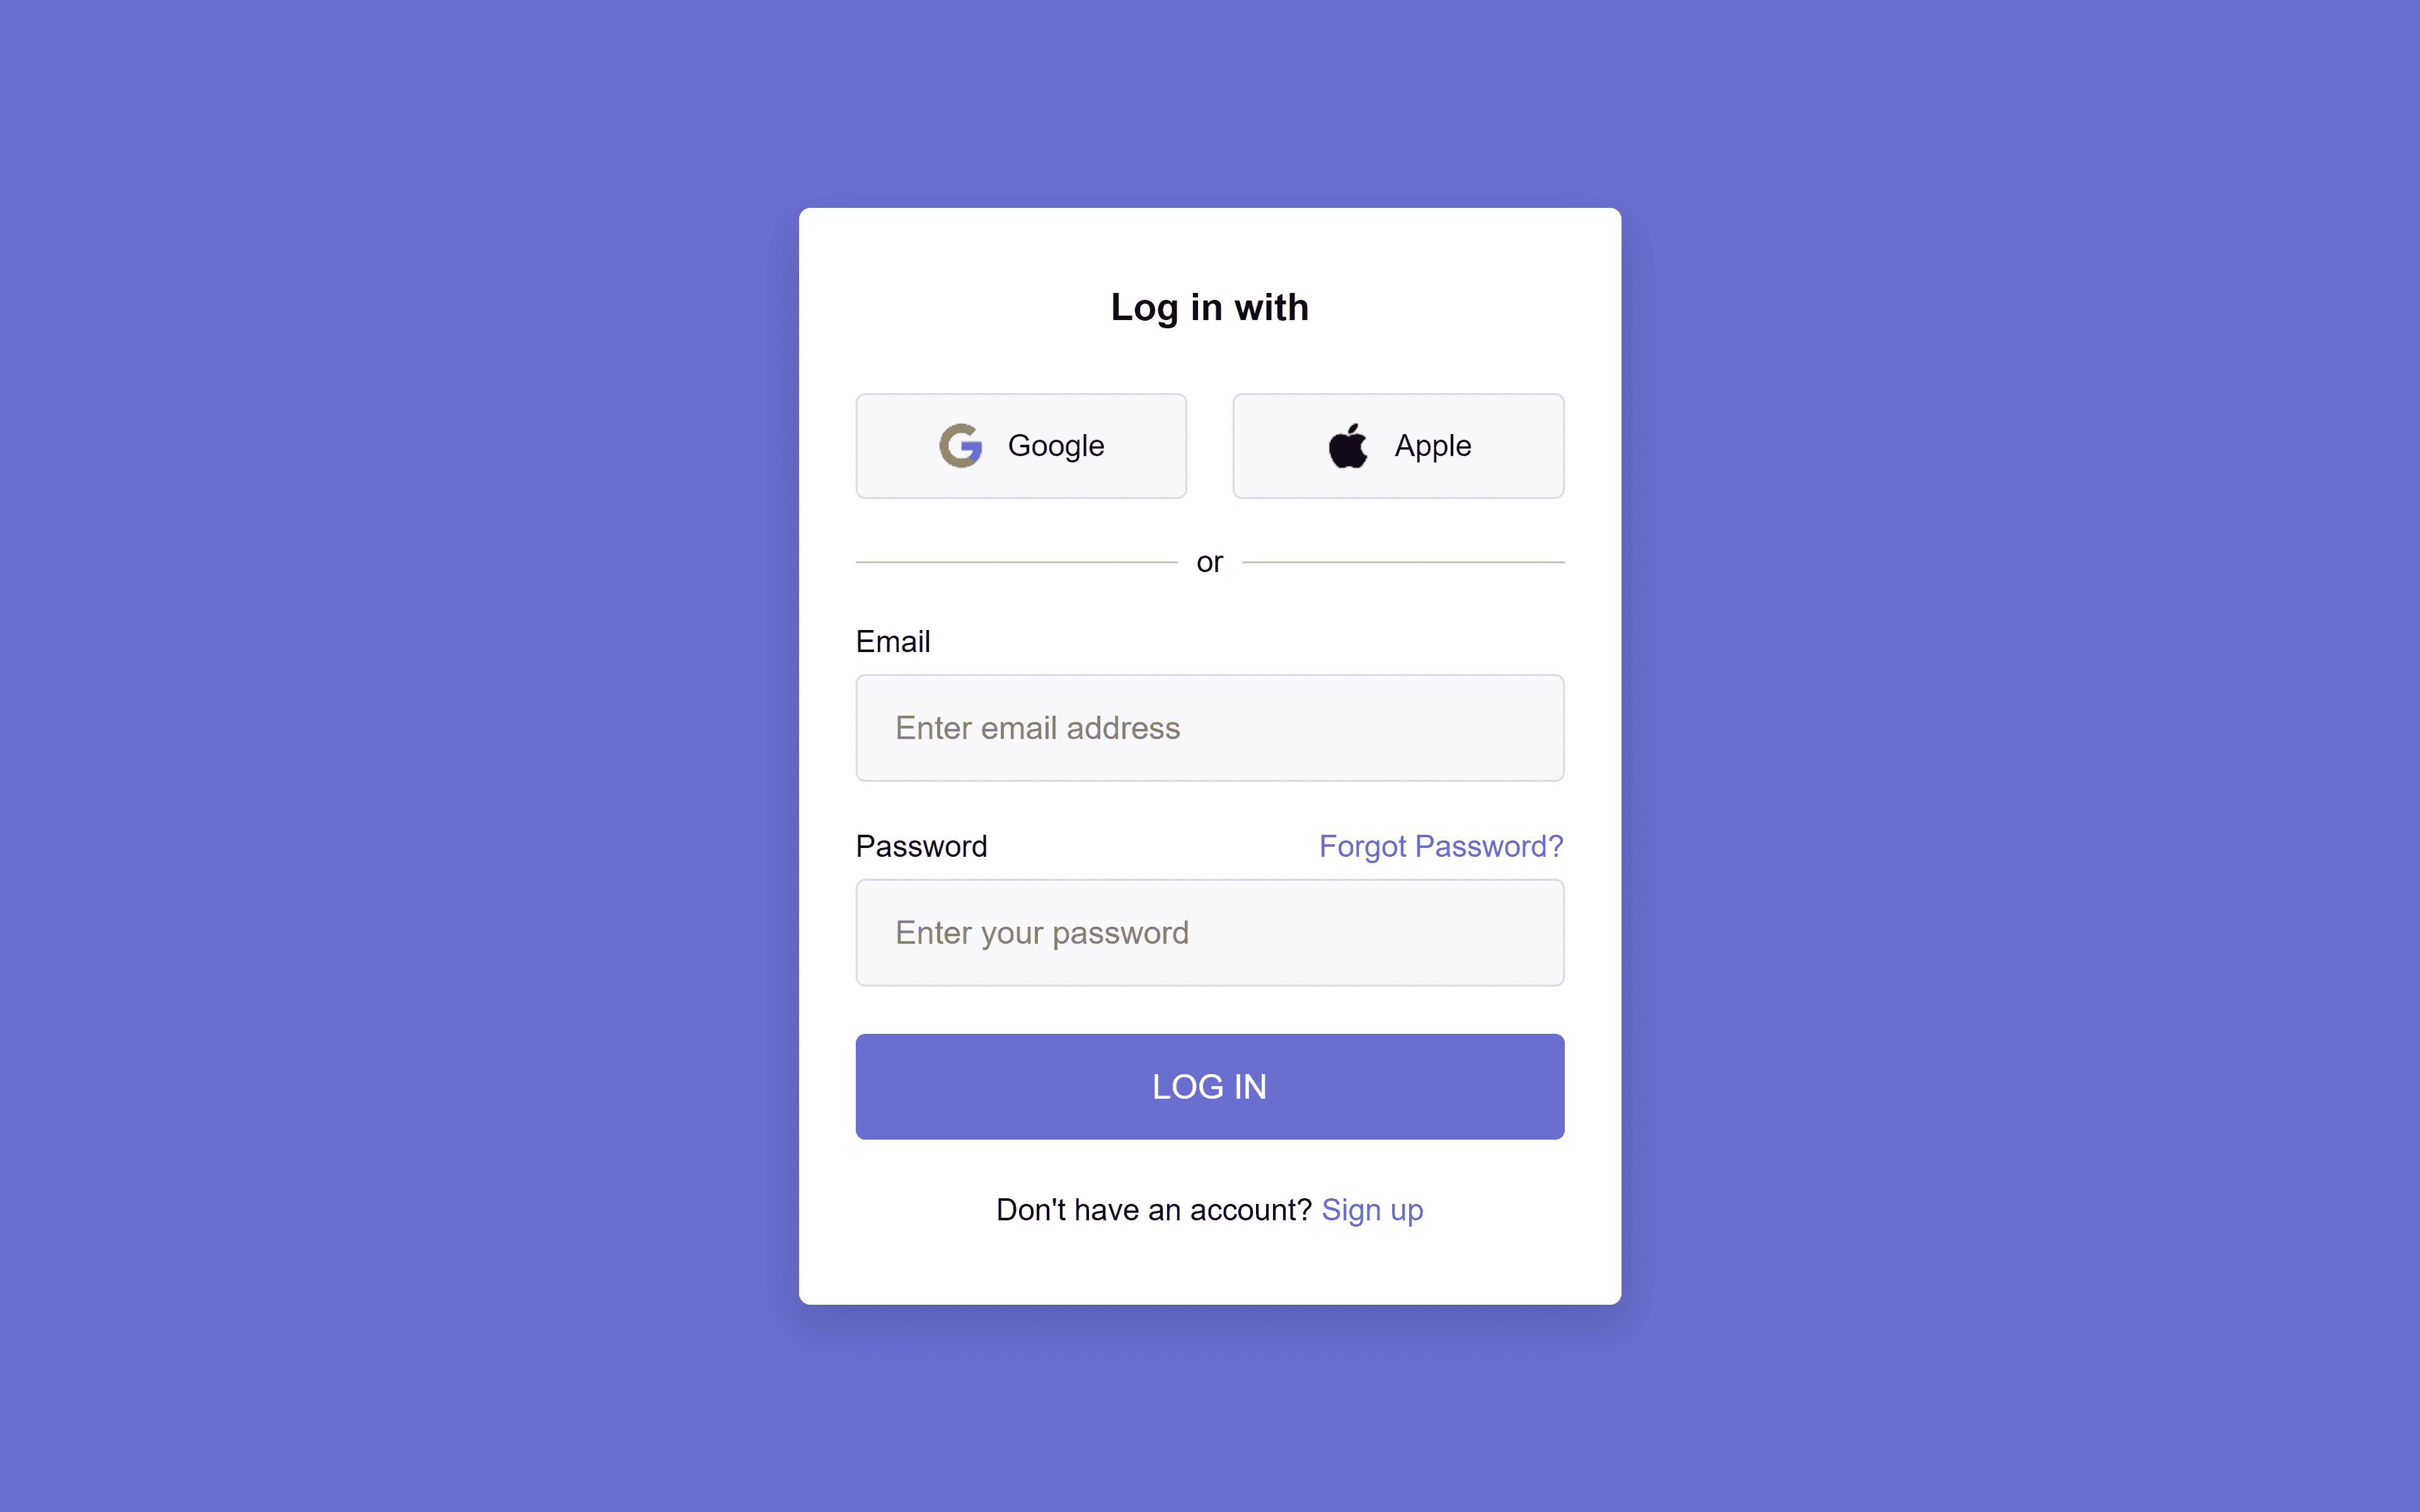 Log in with
Google
Apple
or
Email
Enter email address
Password
Forgot Password?
Enter your password
LOG IN
Don't have an account? Sign up